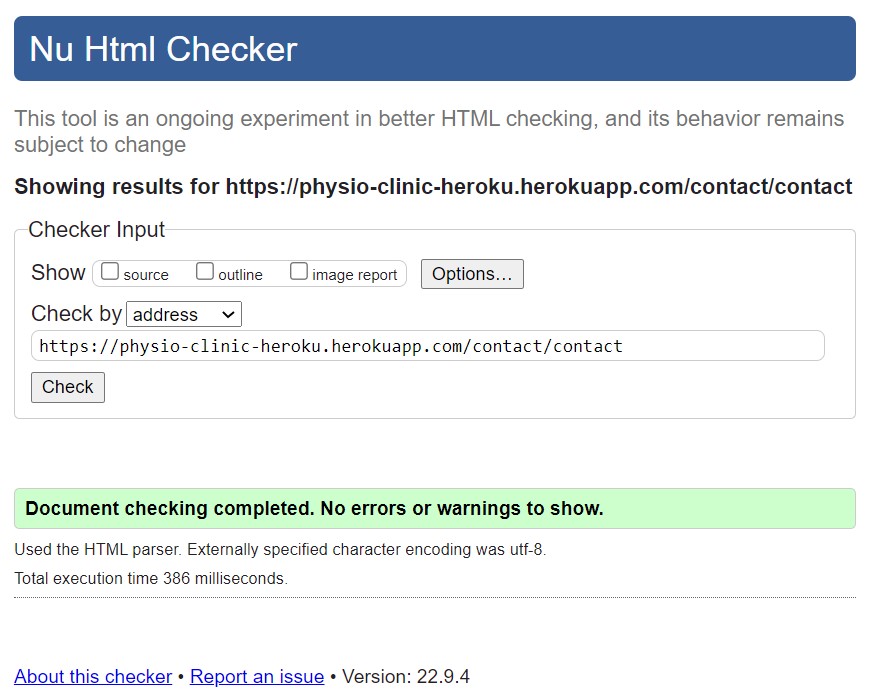 Nu Html Checker
This tool is an ongoing experiment in better HTML checking, and its behavior remains
subject to change
Showing results for https://physio-clinic-heroku.herokuapp.com/contact/contact
Checker Input
Show source outline image report Options...
Check by address
https://physio-clinic-heroku.herokuapp.com/contact/contact
Check
Document checking completed. No errors or warnings to show.
Used the HTML parser. Externally specified character encoding was utf-8.
Total execution time 386 milliseconds.
About this checker • Report an issue • Version: 22.9.4